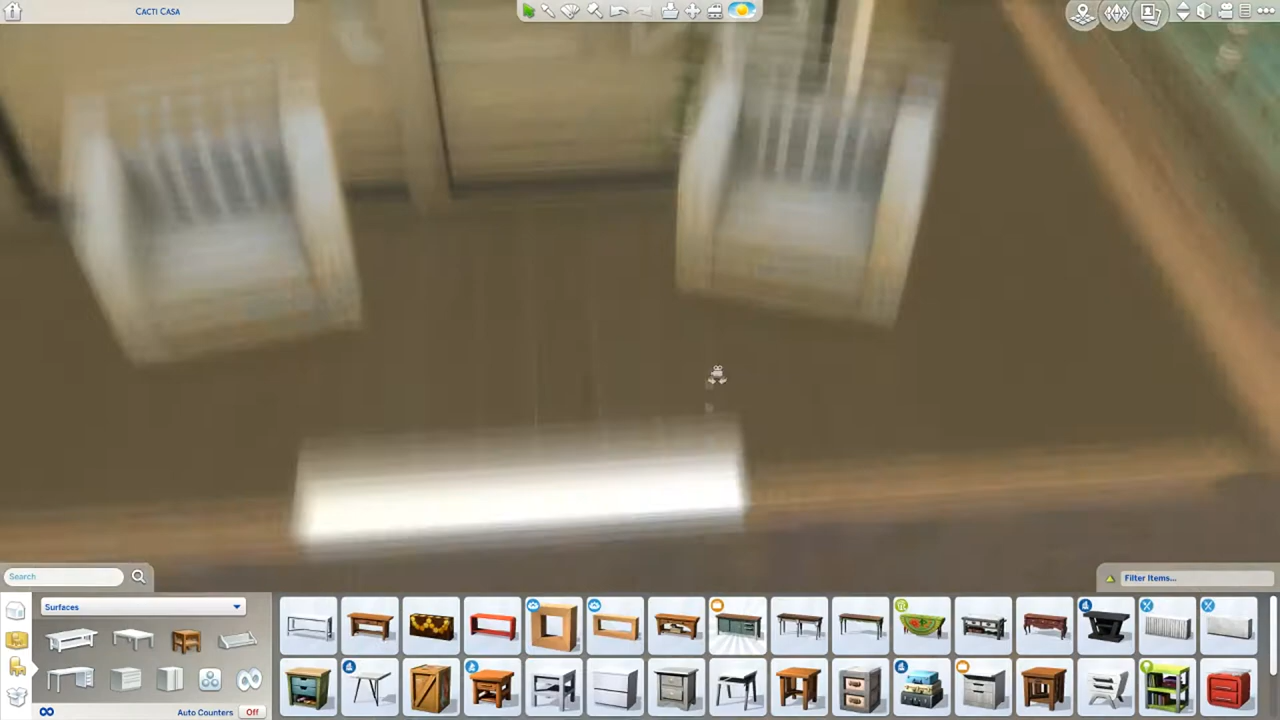 CACTI CASA
Search
Filter Items...
Surfaces
Auto Counters
Off